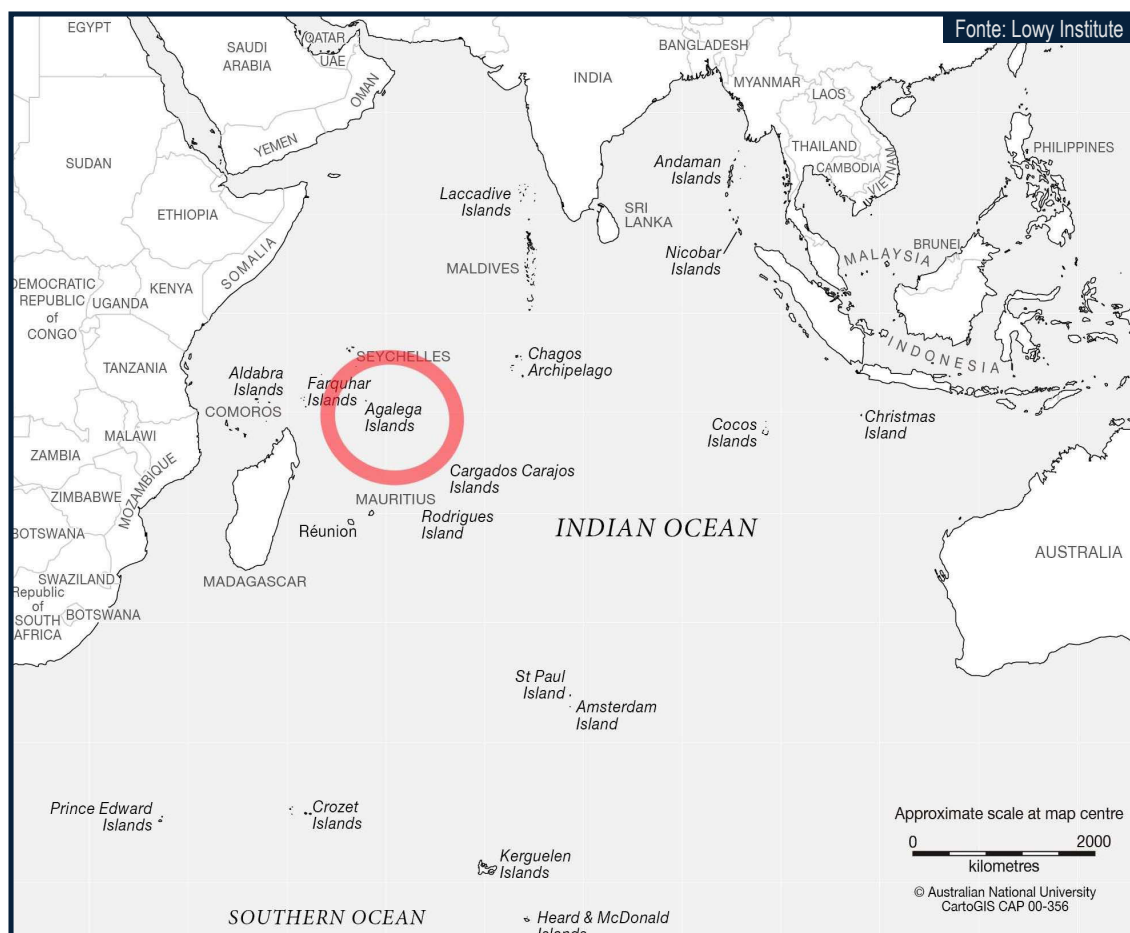 Fonte: Lowy Institute
EGYPT
SAUDI
ARABIA
QATAR
UAE
OMAN
YEMEN
SUDAN
ETHIOPIA
SOMALIA
DEMOCRATIC
REPUBLIC
of
CONGO
UGANDA
KENYA
TANZANIA
MALAWI
ZAMBIA
ZIMBABWE
MOZAMBIQUE
BOTSWANA
SWAZILAND
Republic
of
SOUTH
AFRICA
BOTSWANA
INDIA
BANGLADESH
MYANMAR
LAOS
THAILAND
CAMBODIA
VIETNAM
PHILIPPINES
Laccadive
Islands
MALDIVES
SRI
LANKA
Andaman
Islands
Nicobar
Islands
MALAYSIA
BRUNEI
INDONESIA
SEYCHELLES
Aldabra
Islands
Farquhar
Islands
COMOROS
Agalega
Islands
Chagos
Archipelago
Cocos
Islands
Christmas
Island
Cargados Carajos
Islands
MAURITIUS
Réunion
Rodrigues
Island
MADAGASCAR
INDIAN OCEAN
AUSTRALIA
St Paul
Island
Amsterdam
Island
Prince Edward
Islands
Crozet
Islands
Kerguelen
Islands
SOUTHERN OCEAN
Heard & McDonald
Islands
Approximate scale at map centre
0 2000
kilometres
© Australian National University
CartoGIS CAP 00-356